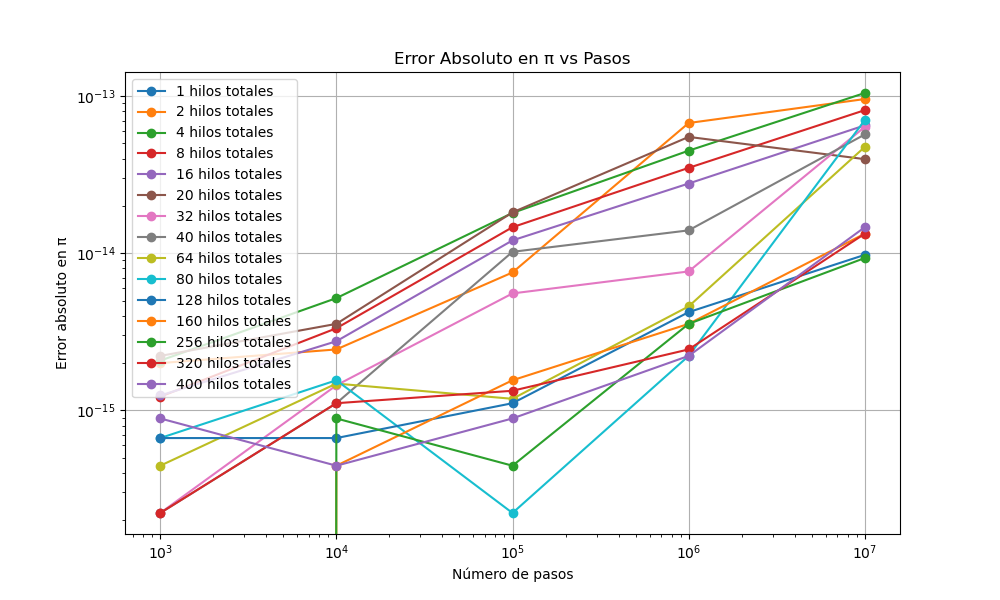 Error Absoluto en π vs Pasos
Error absoluto en π
10⁻¹³
10⁻¹⁴
10⁻¹⁵
1 hilos totales
2 hilos totales
4 hilos totales
8 hilos totales
16 hilos totales
20 hilos totales
32 hilos totales
40 hilos totales
64 hilos totales
80 hilos totales
128 hilos totales
160 hilos totales
256 hilos totales
320 hilos totales
400 hilos totales
10³ 10⁴ 10⁵ 10⁶ 10⁷
Número de pasos